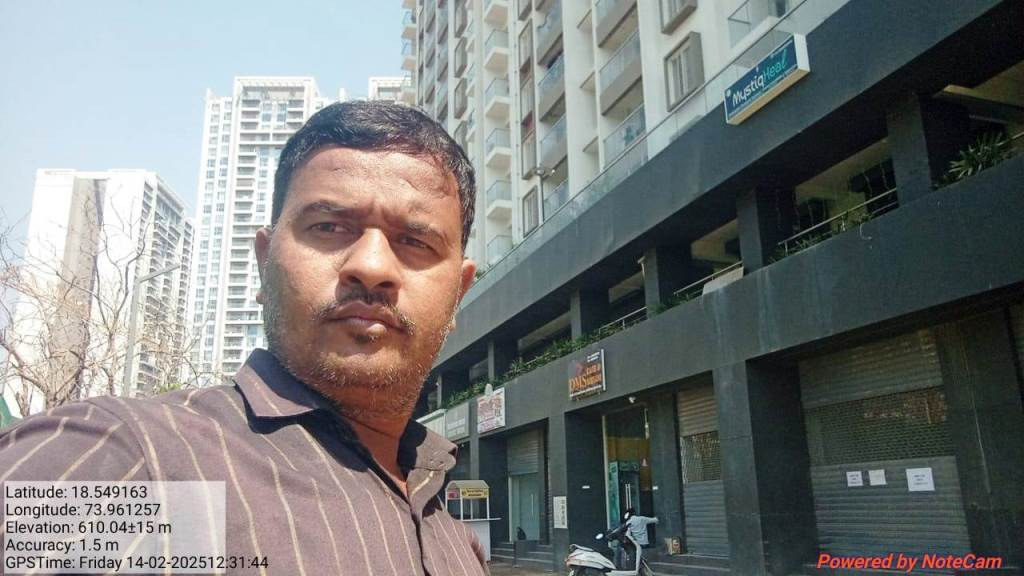 MystiqHeal
DMS
Latitude: 18.549163
Longitude: 73.961257
Elevation: 610.04±15 m
Accuracy: 1.5 m
GPSTime: Friday 14-02-202512:31:44
Powered by NoteCam